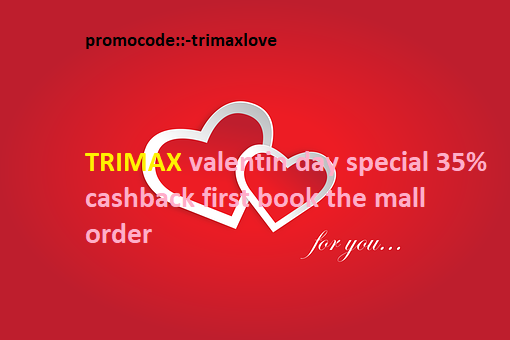 promocode::-trimaxlove
TRIMAX valentin day special 35%
cashback first book the mall
order
for you...